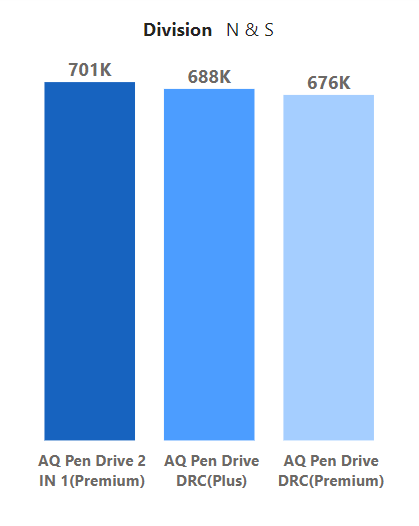 Division N & S
701K
688K
676K
AQ Pen Drive 2
IN 1(Premium)
AQ Pen Drive
DRC(Plus)
AQ Pen Drive
DRC(Premium)